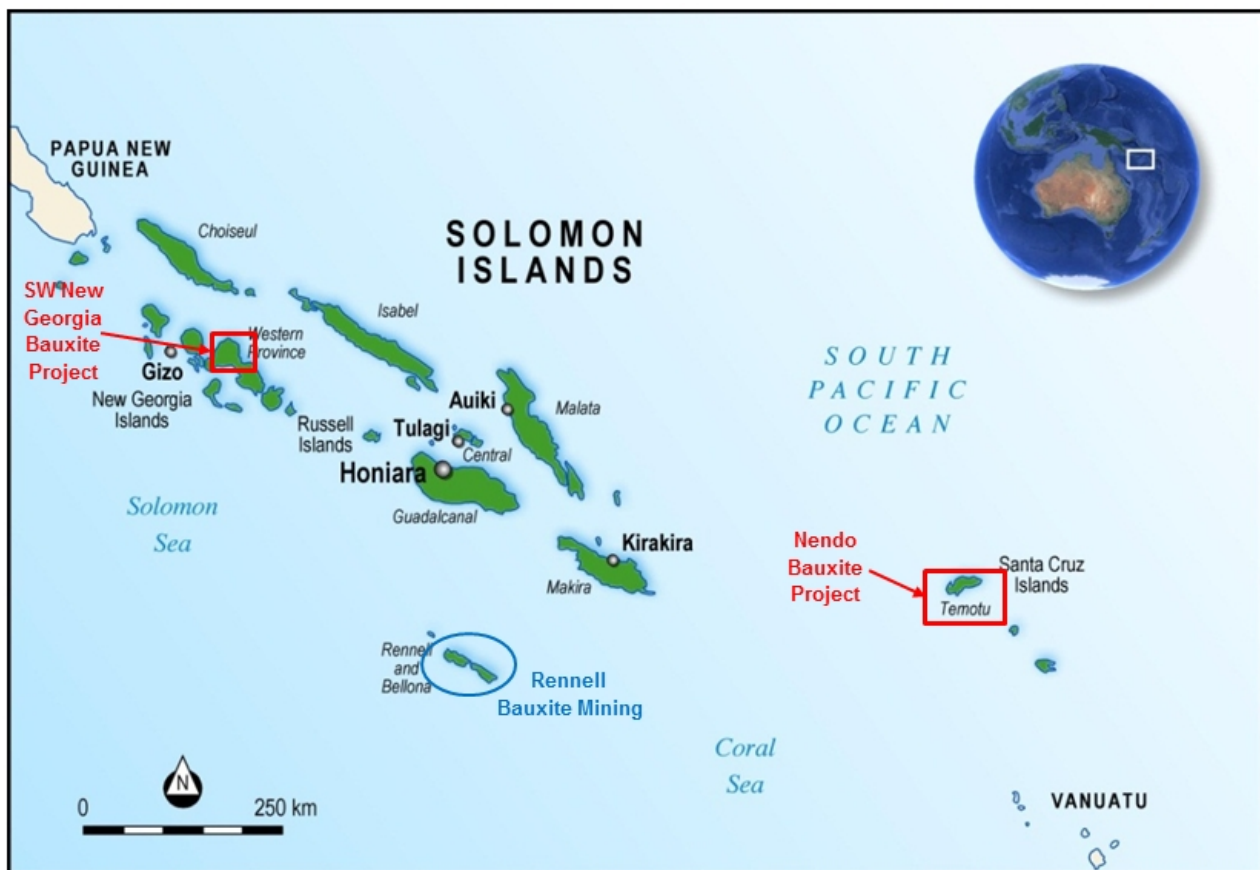 PAPUA NEW
GUINEA
Choiseul
SOLOMON
ISLANDS
SW New
Georgia
Bauxite
Project
Isabel
Western
Province
Gizo
New Georgia
Islands
SOUTH
PACIFIC
OCEAN
Auiki
Malata
Russell
Islands
Tulagi
Central
Honiara
Guadalcanal
Solomon
Sea
Kirakira
Makira
Nendo
Bauxite
Project
Santa Cruz
Islands
Temotu
Rennell
and
Bellona
Rennell
Bauxite Mining
Coral
Sea
N
0 250 km
VANUATU